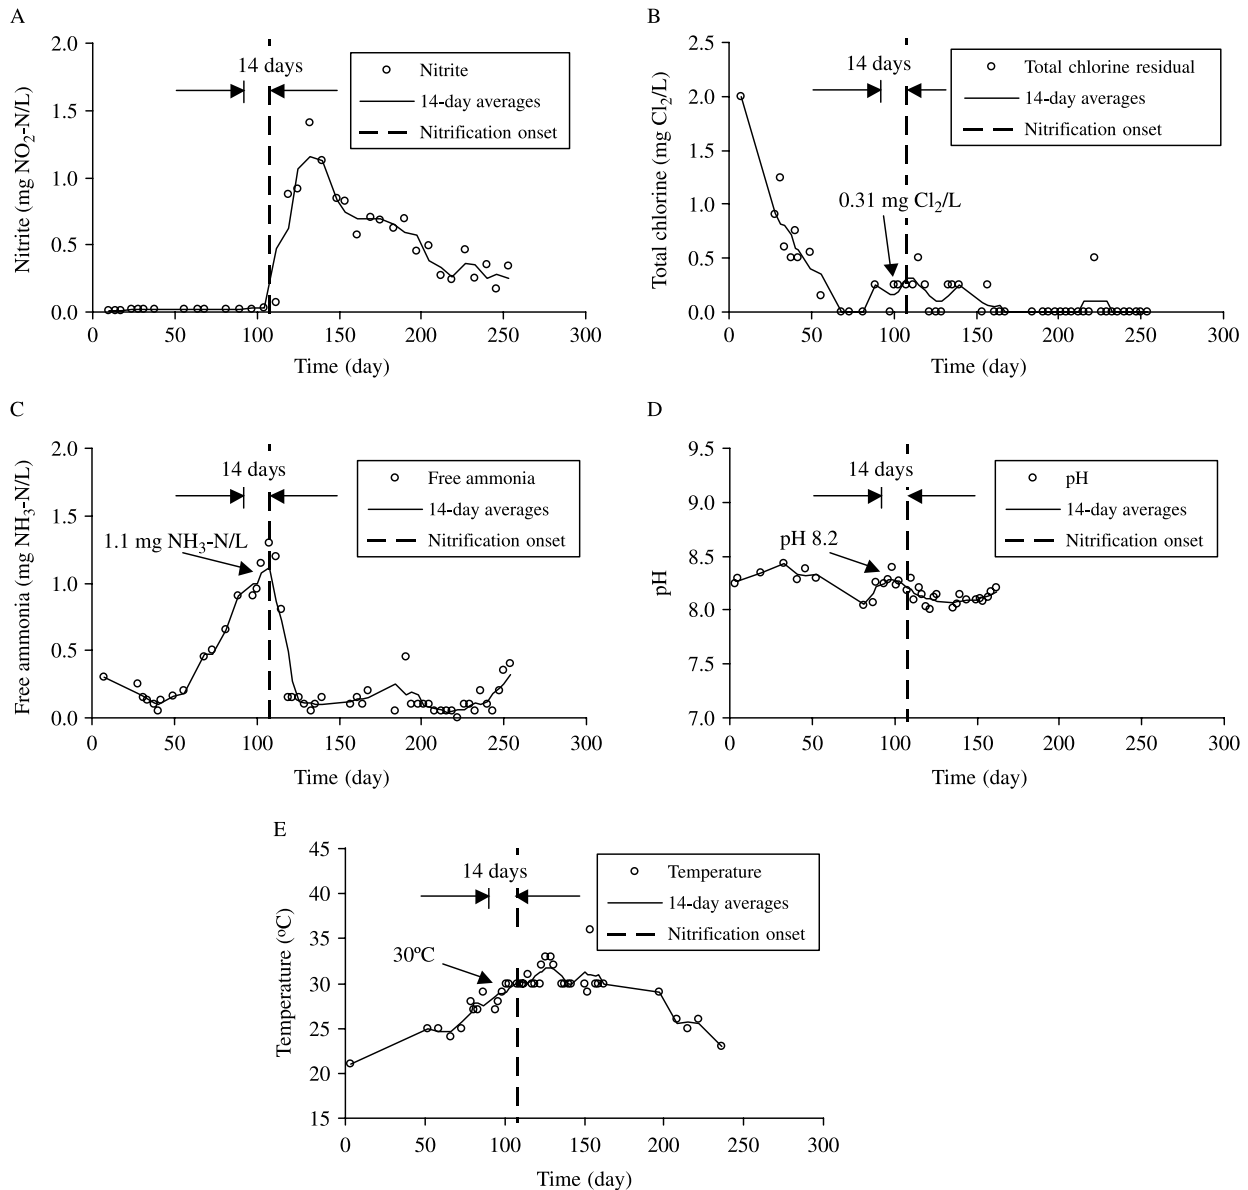 A
Nitrite (mg NO₂-N/L)
2.0
1.5
1.0
0.5
0.0
0 50 100 150 200 250 300
Time (day)
14 days
Nitrite
14-day averages
Nitrification onset
B
Total chlorine (mg Cl₂/L)
2.5
2.0
1.5
1.0
0.5
0.0
0 50 100 150 200 250 300
Time (day)
14 days
0.31 mg Cl₂/L
Total chlorine residual
14-day averages
Nitrification onset
C
Free ammonia (mg NH₃-N/L)
2.0
1.5
1.0
0.5
0.0
0 50 100 150 200 250 300
Time (day)
14 days
1.1 mg NH₃-N/L
Free ammonia
14-day averages
Nitrification onset
D
pH
9.5
9.0
8.5
8.0
7.5
7.0
0 50 100 150 200 250 300
Time (day)
14 days
pH 8.2
pH
14-day averages
Nitrification onset
E
Temperature (ºC)
45
40
35
30
25
20
15
0 50 100 150 200 250 300
Time (day)
14 days
30ºC
Temperature
14-day averages
Nitrification onset